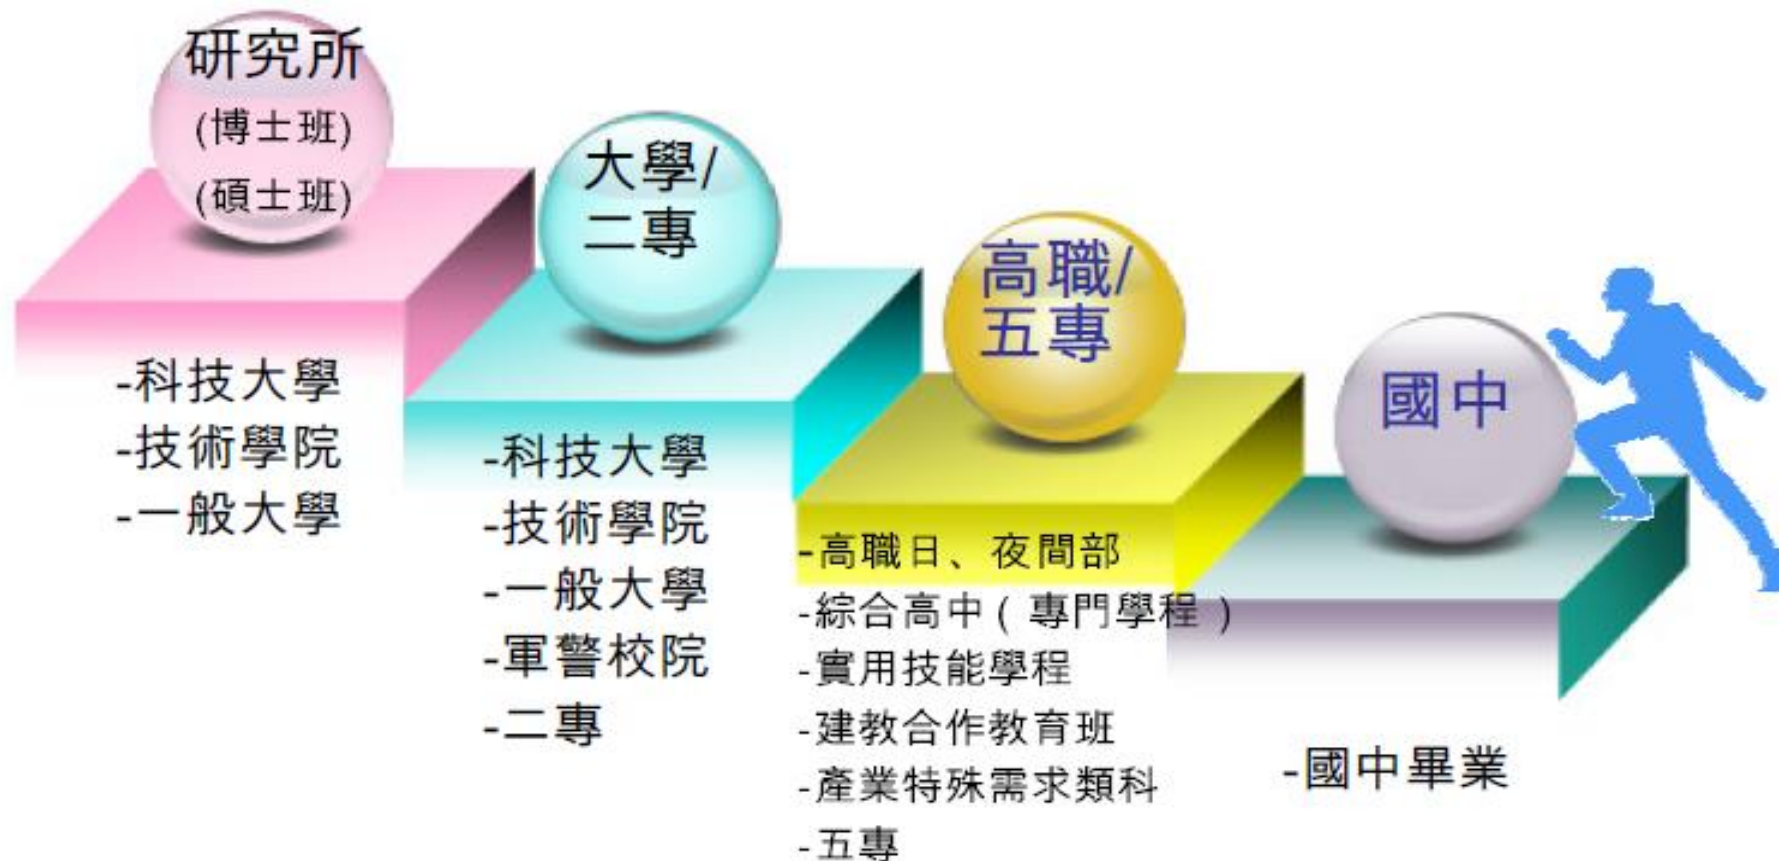 研究所
(博士班)
(碩士班)
-科技大學
-技術學院
-一般大學
大學/
二專
-科技大學
-技術學院
-一般大學
-軍警校院
-二專
高職/
五專
-高職日、夜間部
-綜合高中（專門學程）
-實用技能學程
-建教合作教育班
-產業特殊需求類科
-五專
國中
-國中畢業